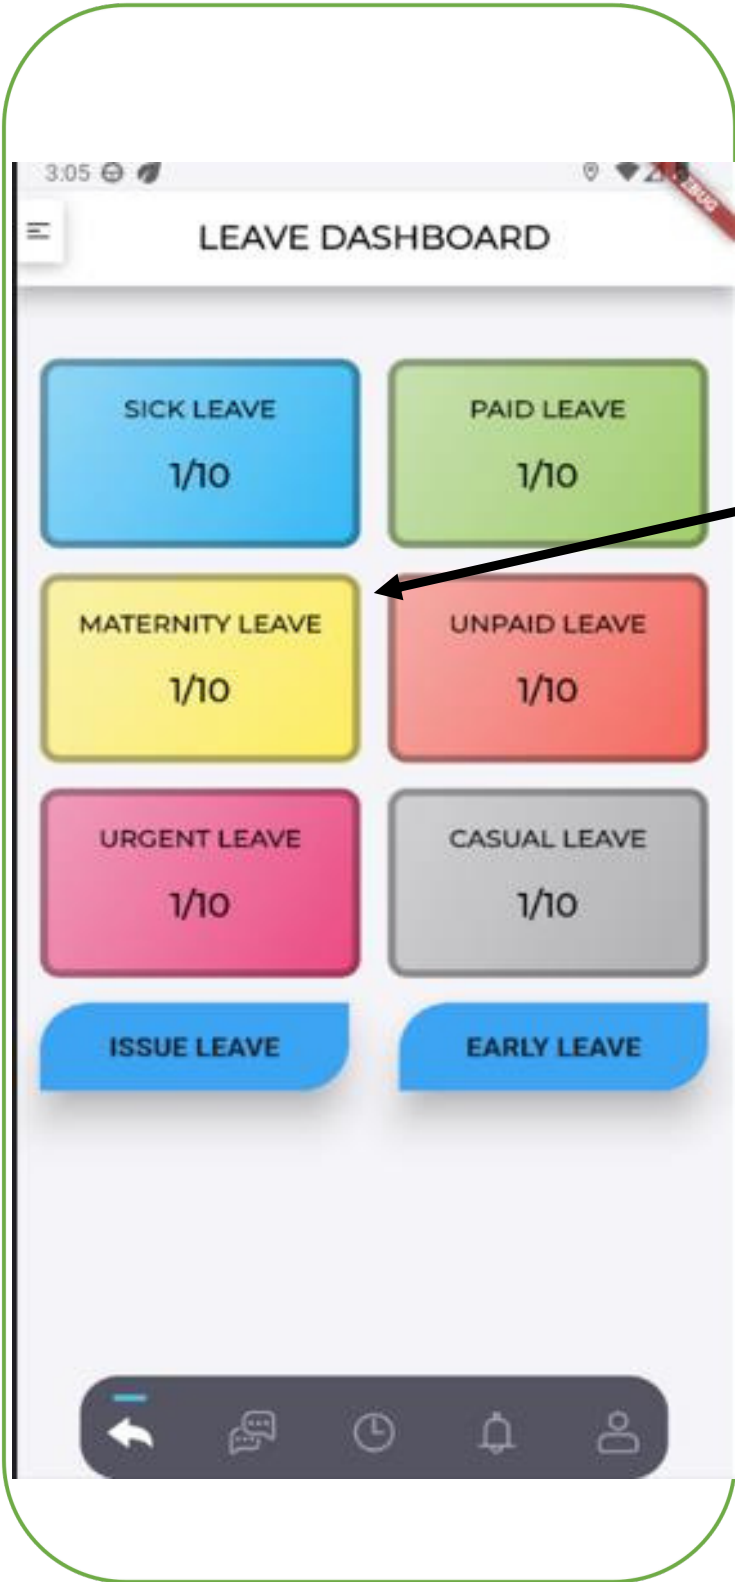 3:05
LEAVE DASHBOARD
SICK LEAVE
1/10
PAID LEAVE
1/10
MATERNITY LEAVE
1/10
UNPAID LEAVE
1/10
URGENT LEAVE
1/10
CASUAL LEAVE
1/10
ISSUE LEAVE
EARLY LEAVE